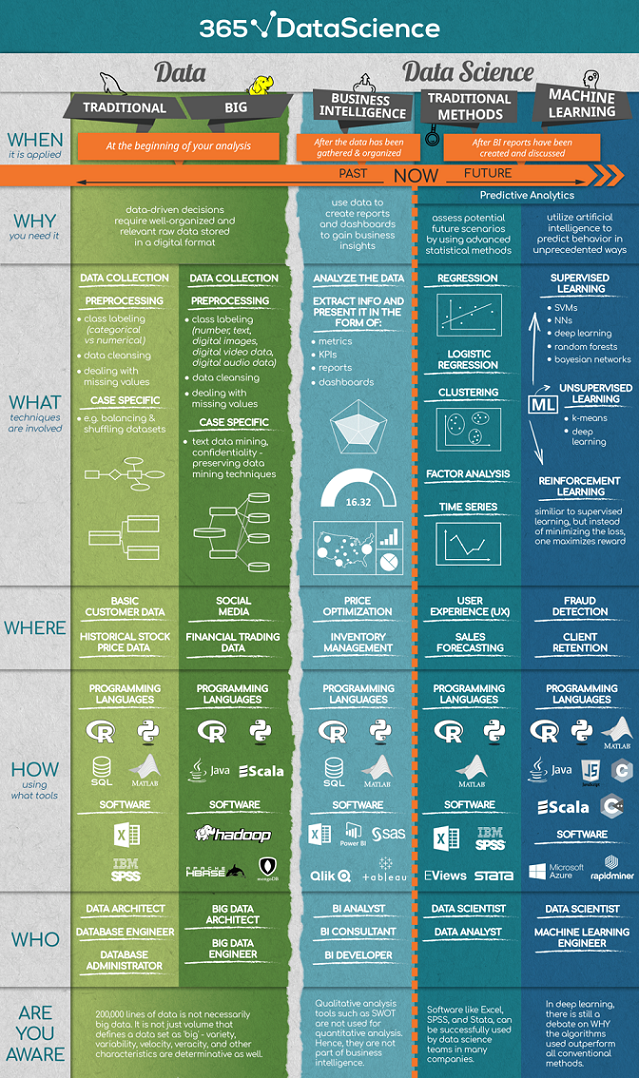 365 DataScience
Data
Data Science
TRADITIONAL
BIG
BUSINESS
INTELLIGENCE
TRADITIONAL
METHODS
MACHINE
LEARNING
WHEN
it is applied
At the beginning of your analysis
After the data has been
gathered & organized
After BI reports have been
created and discussed
PAST
NOW
FUTURE
Predictive Analytics
WHY
you need it
data-driven decisions
require well-organized and
relevant raw data stored
in a digital format
use data to
create reports
and dashboards
to gain business
insights
assess potential
future scenarios
by using advanced
statistical methods
utilize artificial
intelligence to
predict behavior in
unprecedented ways
WHAT
techniques
are involved
DATA COLLECTION
PREPROCESSING
• class labeling
(categorical
vs numerical)
• data cleansing
• dealing with
missing values
CASE SPECIFIC
• e.g. balancing &
shuffling datasets
DATA COLLECTION
PREPROCESSING
• class labeling
(number, text,
digital images,
digital video data,
digital audio data)
• data cleansing
• dealing with
missing values
CASE SPECIFIC
• text data mining,
confidentiality -
preserving data
mining techniques
ANALYZE THE DATA
EXTRACT INFO AND
PRESENT IT IN THE
FORM OF:
• metrics
• KPIs
• reports
• dashboards
16.32
REGRESSION
LOGISTIC
REGRESSION
CLUSTERING
FACTOR ANALYSIS
TIME SERIES
SUPERVISED
LEARNING
• SVMs
• NNs
• deep learning
• random forests
• bayesian networks
ML
UNSUPERVISED
LEARNING
• k-means
• deep
learning
REINFORCEMENT
LEARNING
similiar to supervised
learning, but instead
of minimizing the loss,
one maximizes reward
WHERE
BASIC
CUSTOMER DATA
HISTORICAL STOCK
PRICE DATA
SOCIAL
MEDIA
FINANCIAL TRADING
DATA
PRICE
OPTIMIZATION
INVENTORY
MANAGEMENT
USER
EXPERIENCE (UX)
SALES
FORECASTING
FRAUD
DETECTION
CLIENT
RETENTION
HOW
using
what tools
PROGRAMMING
LANGUAGES
R
SQL
MATLAB
SOFTWARE
X
IBM
SPSS
PROGRAMMING
LANGUAGES
R
Java
Scala
SOFTWARE
hadoop
APACHE
HBASE
mongoDB
PROGRAMMING
LANGUAGES
R
SQL
MATLAB
SOFTWARE
X
Power BI
sas
Qlik
+ableau
PROGRAMMING
LANGUAGES
R
MATLAB
SOFTWARE
X
IBM
SPSS
EViews
STATA
PROGRAMMING
LANGUAGES
R
MATLAB
Java
JS
C
Scala
C++
SOFTWARE
Microsoft
Azure
rapidminer
WHO
DATA ARCHITECT
DATABASE ENGINEER
DATABASE
ADMINISTRATOR
BIG DATA
ARCHITECT
BIG DATA
ENGINEER
BI ANALYST
BI CONSULTANT
BI DEVELOPER
DATA SCIENTIST
DATA ANALYST
DATA SCIENTIST
MACHINE LEARNING
ENGINEER
ARE
YOU
AWARE
200,000 lines of data is not necessarily
big data. It is not just volume that
defines a data set as 'big' - variety,
variability, velocity, veracity, and other
characteristics are determinative as well.
Qualitative analysis
tools such as SWOT
are not used for
quantitative analysis.
Hence, they are not
part of business
intelligence.
Software like Excel,
SPSS, and Stata, can
be successfully used
by data science
teams in many
companies.
In deep learning,
there is still a
debate on WHY the
algorithms
used outperform
all conventional
methods.